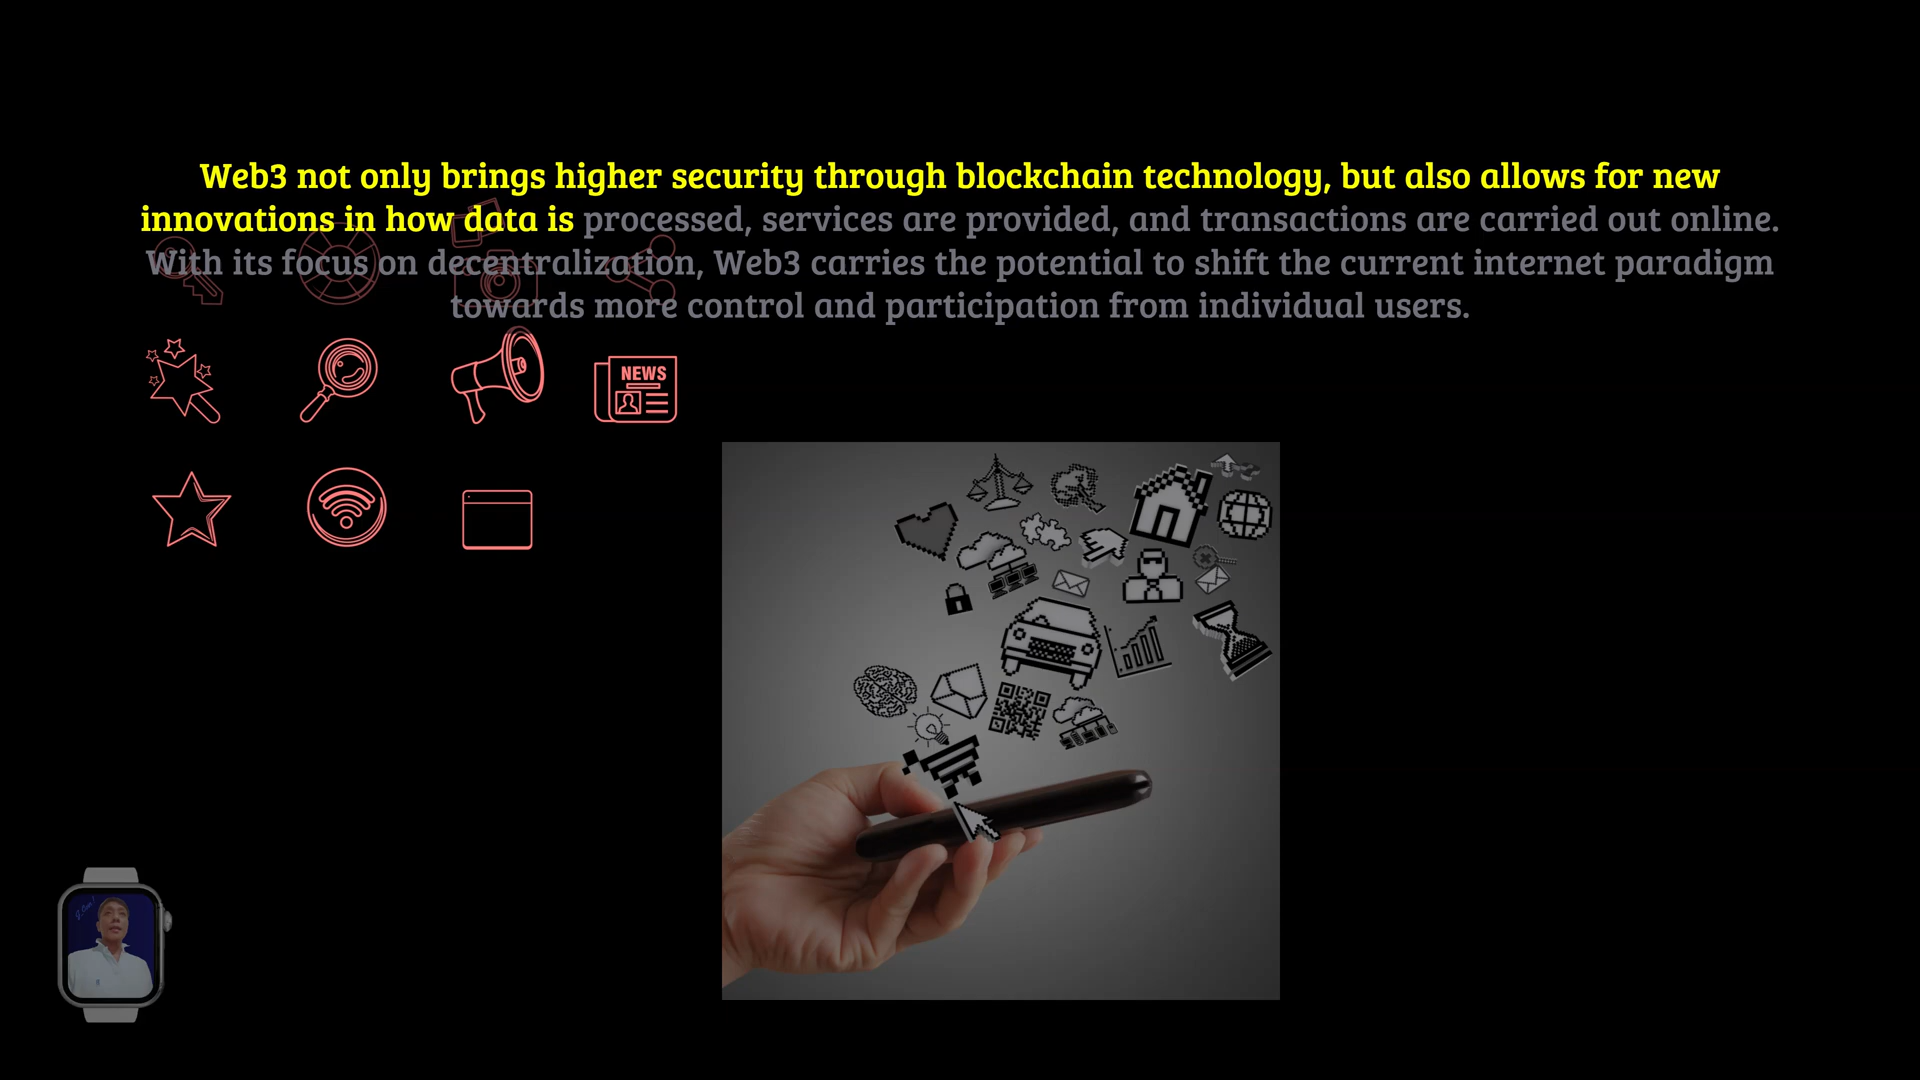 Web3 not only brings higher security through blockchain technology, but also allows for new
innovations in how data is processed, services are provided, and transactions are carried out online.
With its focus on decentralization, Web3 carries the potential to shift the current internet paradigm
towards more control and participation from individual users.
NEWS